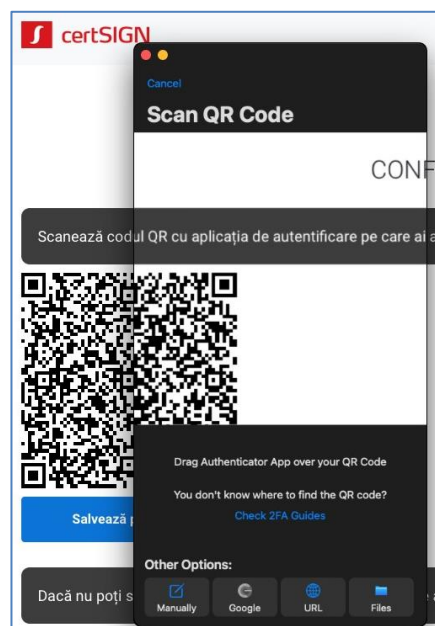 certSIGN
Cancel
Scan QR Code
CONF
Scanează codul QR cu aplicația de autentificare pe care ai a
Drag Authenticator App over your QR Code
You don't know where to find the QR code?
Check 2FA Guides
Salvează p
Other Options:
Dacă nu poți s
Manually
Google
URL
Files